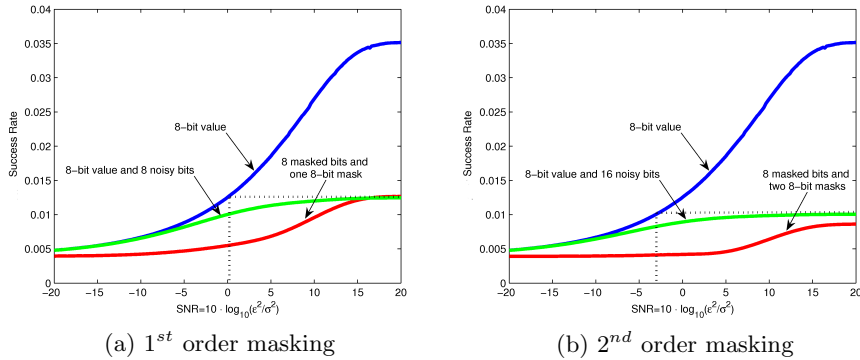 0.04
0.035
0.03
0.025
0.02
0.015
0.01
0.005
0
Success Rate
8−bit value
8−bit value and 8 noisy bits
8 masked bits and
one 8−bit mask
−20 −15 −10 −5 0 5 10 15 20
SNR=10 · log10(ε²/σ²)
(a) 1st order masking
0.04
0.035
0.03
0.025
0.02
0.015
0.01
0.005
0
Success Rate
8−bit value
8−bit value and 16 noisy bits
8 masked bits and
two 8−bit masks
−20 −15 −10 −5 0 5 10 15 20
SNR=10 · log10(ε²/σ²)
(b) 2nd order masking